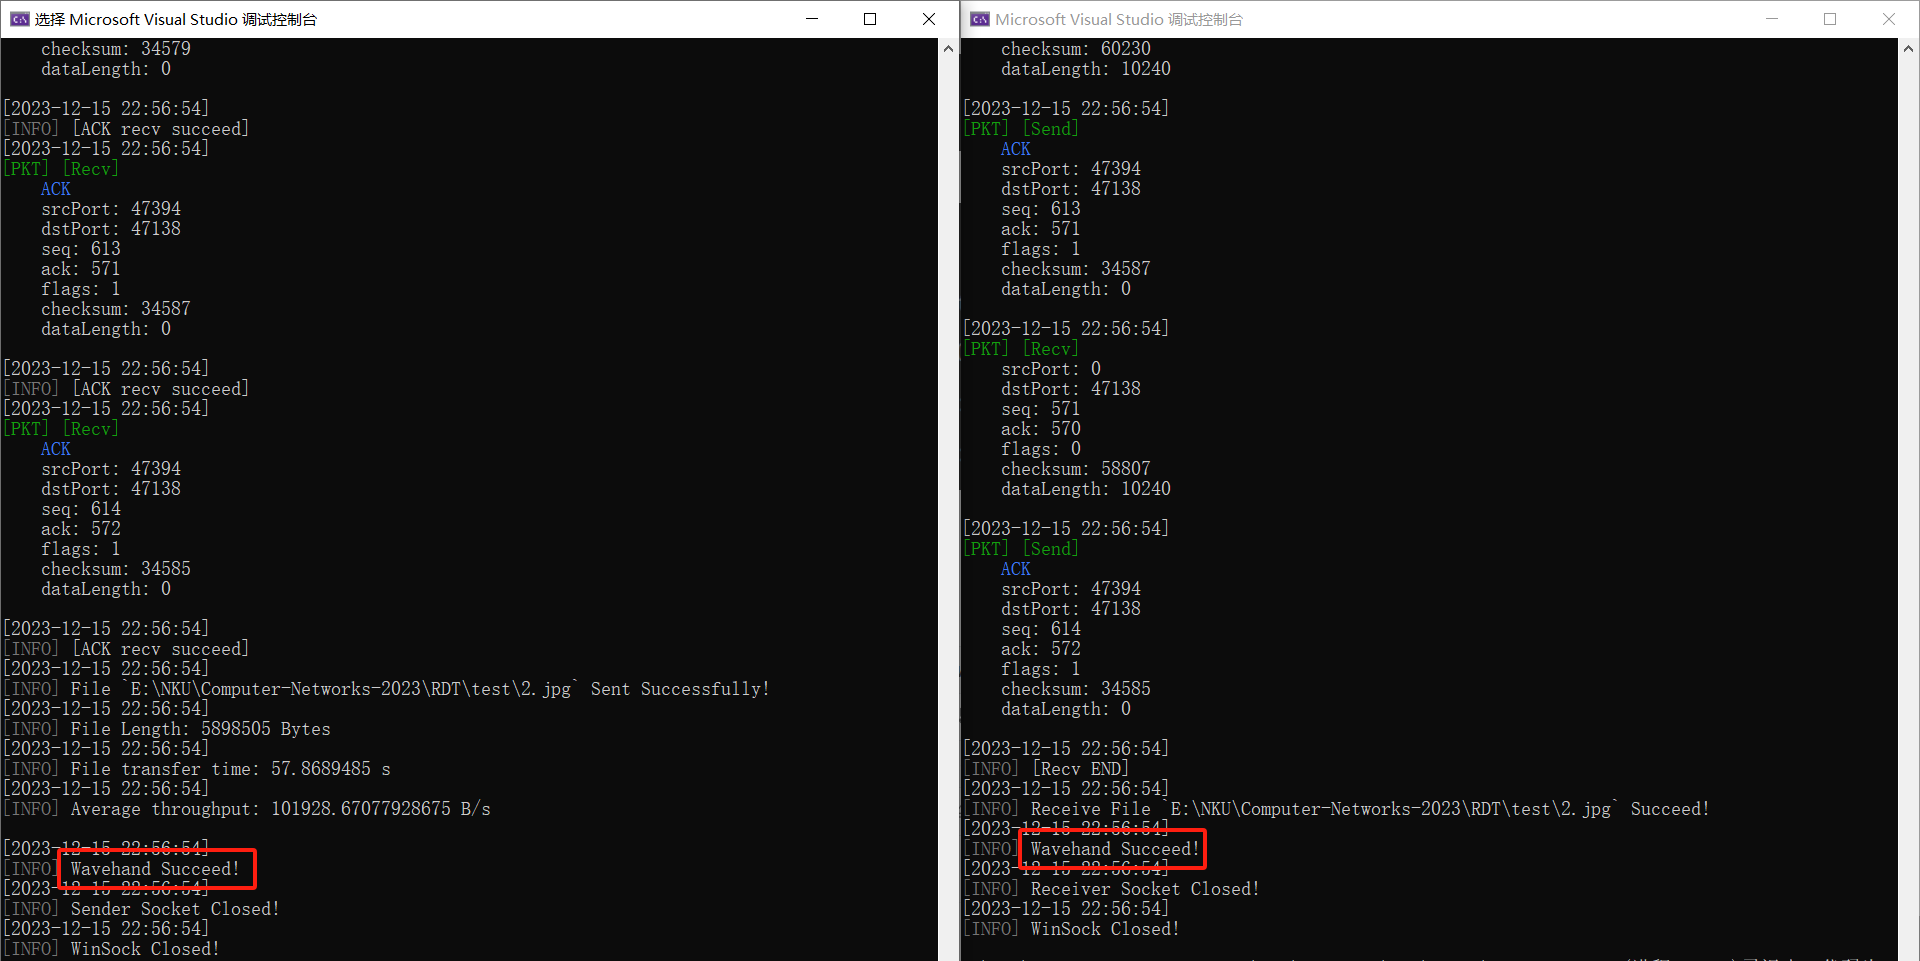 选择 Microsoft Visual Studio 调试控制台
checksum: 34579
dataLength: 0
[2023-12-15 22:56:54]
[INFO] [ACK recv succeed]
[2023-12-15 22:56:54]
[PKT] [Recv]
ACK
srcPort: 47394
dstPort: 47138
seq: 613
ack: 571
flags: 1
checksum: 34587
dataLength: 0
[2023-12-15 22:56:54]
[INFO] [ACK recv succeed]
[2023-12-15 22:56:54]
[PKT] [Recv]
ACK
srcPort: 47394
dstPort: 47138
seq: 614
ack: 572
flags: 1
checksum: 34585
dataLength: 0
[2023-12-15 22:56:54]
[INFO] [ACK recv succeed]
[2023-12-15 22:56:54]
[INFO] File `E:\NKU\Computer-Networks-2023\RDT\test\2.jpg` Sent Successfully!
[2023-12-15 22:56:54]
[INFO] File Length: 5898505 Bytes
[2023-12-15 22:56:54]
[INFO] File transfer time: 57.8689485 s
[2023-12-15 22:56:54]
[INFO] Average throughput: 101928.67077928675 B/s
[2023-12-15 22:56:54]
[INFO] Wavehand Succeed!
[2023-12-15 22:56:54]
[INFO] Sender Socket Closed!
[2023-12-15 22:56:54]
[INFO] WinSock Closed!
Microsoft Visual Studio 调试控制台
checksum: 60230
dataLength: 10240
[2023-12-15 22:56:54]
[PKT] [Send]
ACK
srcPort: 47394
dstPort: 47138
seq: 613
ack: 571
flags: 1
checksum: 34587
dataLength: 0
[2023-12-15 22:56:54]
[PKT] [Recv]
srcPort: 0
dstPort: 47138
seq: 571
ack: 570
flags: 0
checksum: 58807
dataLength: 10240
[2023-12-15 22:56:54]
[PKT] [Send]
ACK
srcPort: 47394
dstPort: 47138
seq: 614
ack: 572
flags: 1
checksum: 34585
dataLength: 0
[2023-12-15 22:56:54]
[INFO] [Recv END]
[2023-12-15 22:56:54]
[INFO] Receive File `E:\NKU\Computer-Networks-2023\RDT\test\2.jpg` Succeed!
[2023-12-15 22:56:54]
[INFO] Wavehand Succeed!
[2023-12-15 22:56:54]
[INFO] Receiver Socket Closed!
[2023-12-15 22:56:54]
[INFO] WinSock Closed!